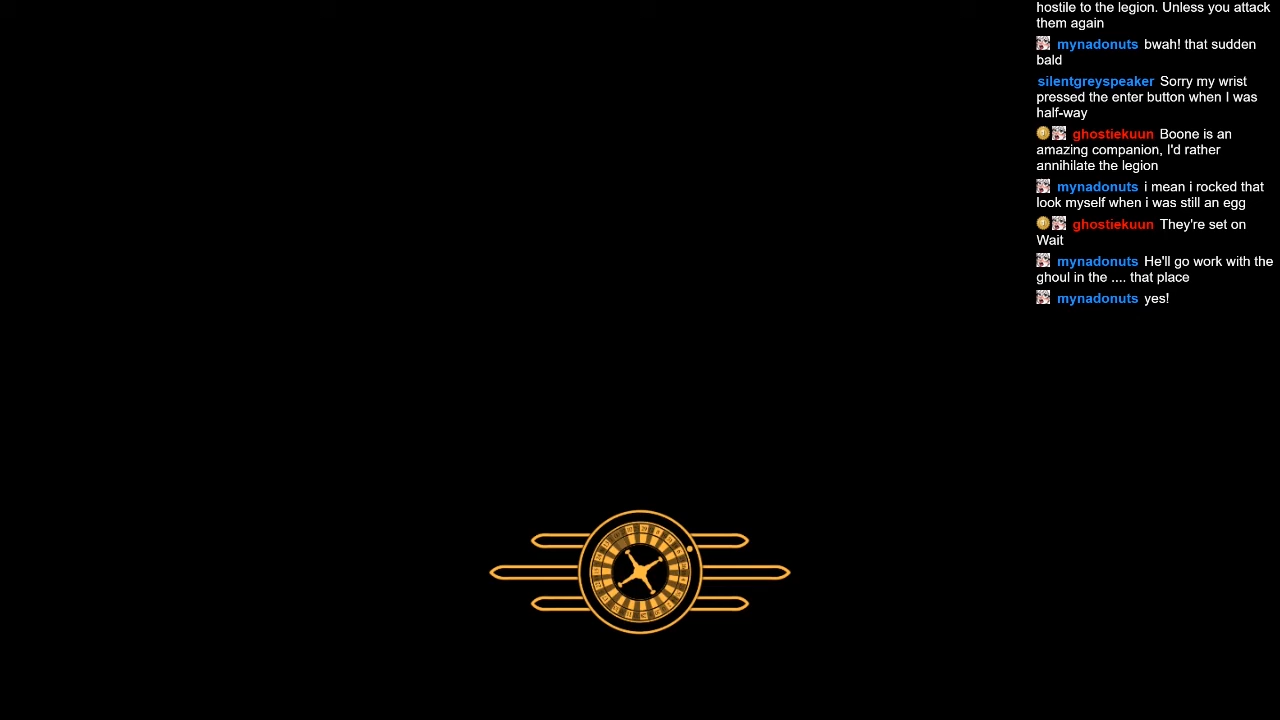 hostile to the legion. Unless you attack
them again
mynadonuts bwah! that sudden
bald
silentgreyspeaker Sorry my wrist
pressed the enter button when I was
half-way
ghostiekuun Boone is an
amazing companion, I'd rather
annihilate the legion
mynadonuts i mean i rocked that
look myself when i was still an egg
ghostiekuun They're set on
Wait
mynadonuts He'll go work with the
ghoul in the .... that place
mynadonuts yes!